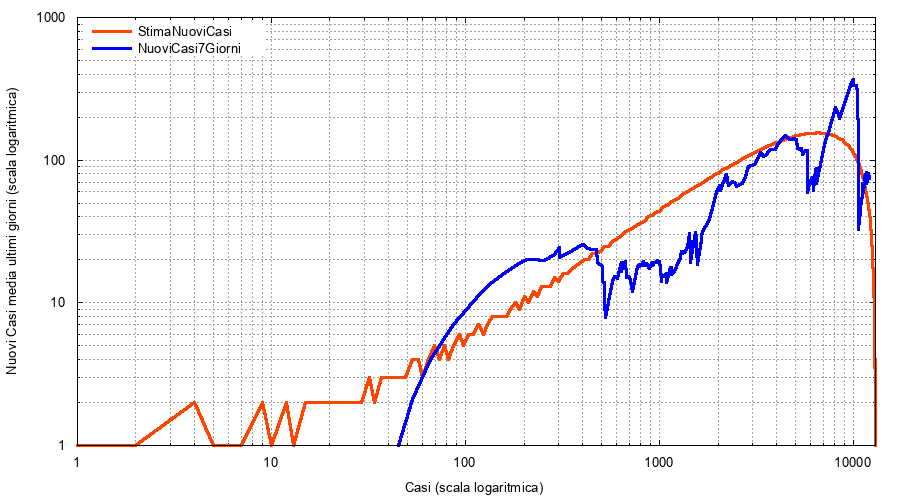 1000
StimaNuoviCasi
NuoviCasi7Giorni
100
10
1
Nuovi Casi media ultimi giorni (scala logaritmica)
1 10 100 1000 10000
Casi (scala logaritmica)